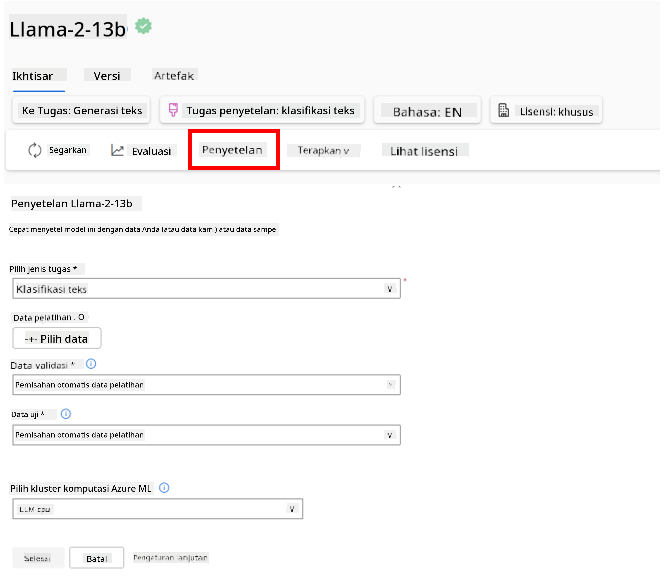 Llama-2-13b
Ikhtisar Versi Artefak
Ke Tugas: Generasi teks Tugas penyetelan: klasifikasi teks Bahasa: EN Lisensi: khusus
Segarkan Evaluasi Penyetelan Terapkan v Lihat lisensi
Penyetelan Llama-2-13b
Cepat menyetel model ini dengan data Anda (atau data kami) atau data sampe
Pilih jenis tugas *
Klasifikasi teks
Data pelatihan . O
Pilih data
Data validasi *
Pemisahan otomatis data pelatihan
Data uji *
Pemisahan otomatis data pelatihan
Pilih kluster komputasi Azure ML
LLM cpu
Selesai Batal Pengaturan lanjutan